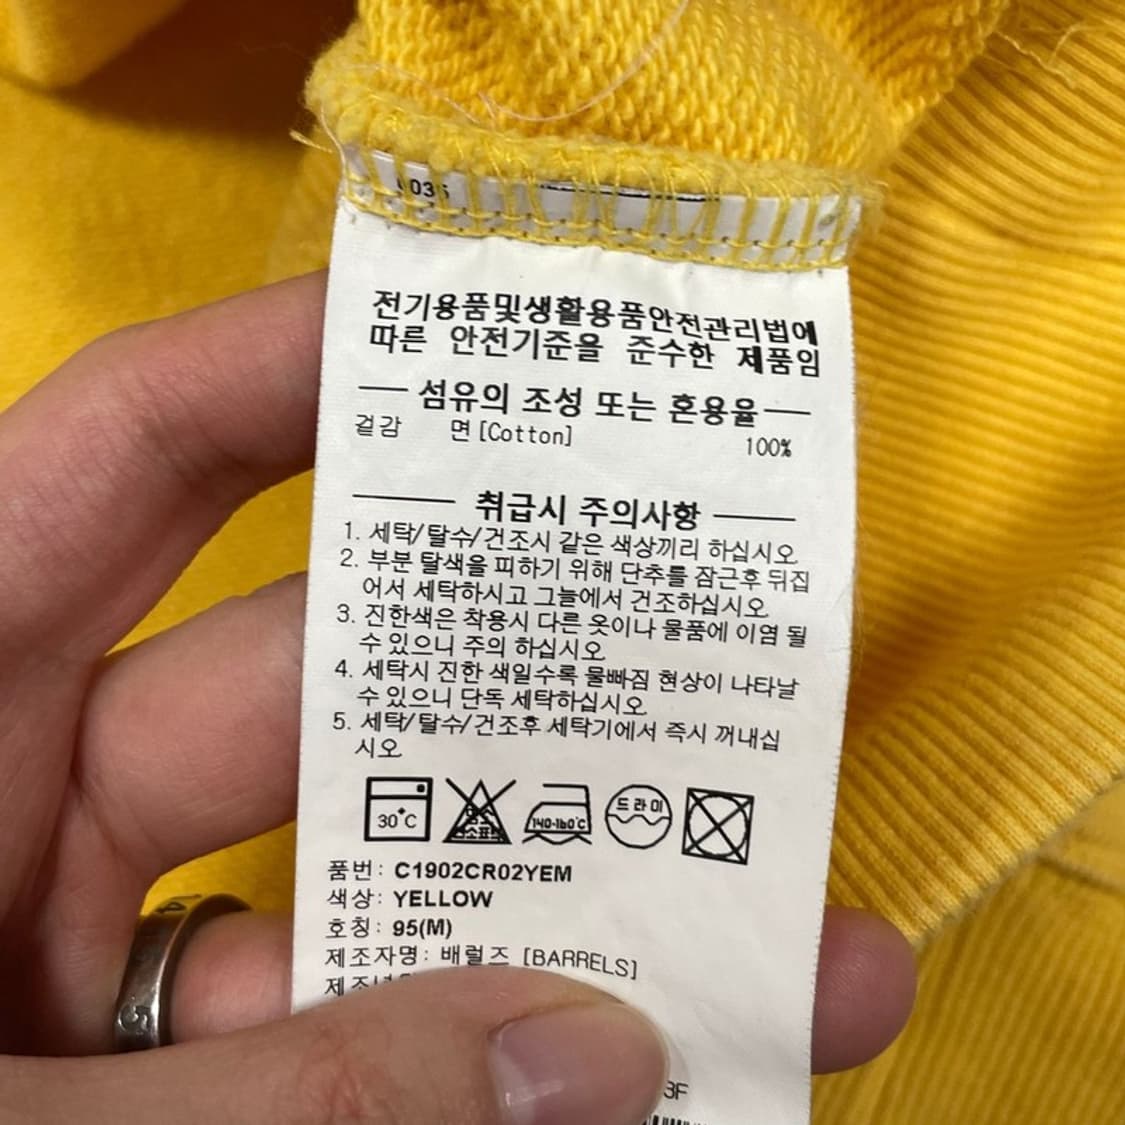 035
전기용품및생활용품안전관리법에
따른 안전기준을 준수한 제품임
섬유의 조성 또는 혼용율
겉감 면[Cotton] 100%
취급시 주의사항
1. 세탁/탈수/건조시 같은 색상끼리 하십시오.
2. 부분 탈색을 피하기 위해 단추를 잠근후 뒤집
어서 세탁하시고 그늘에서 건조하십시오.
3. 진한색은 착용시 다른 옷이나 물품에 이염 될
수 있으니 주의 하십시오.
4. 세탁시 진한 색일수록 물빠짐 현상이 나타날
수 있으니 단독 세탁하십시오.
5. 세탁/탈수/건조후 세탁기에서 즉시 꺼내십
시오.
30℃ 염소표백 140-160℃ 드라이
품번: C1902CR02YEM
색상: YELLOW
호칭: 95(M)
제조자명: 배럴즈 [BARRELS]
3F
5